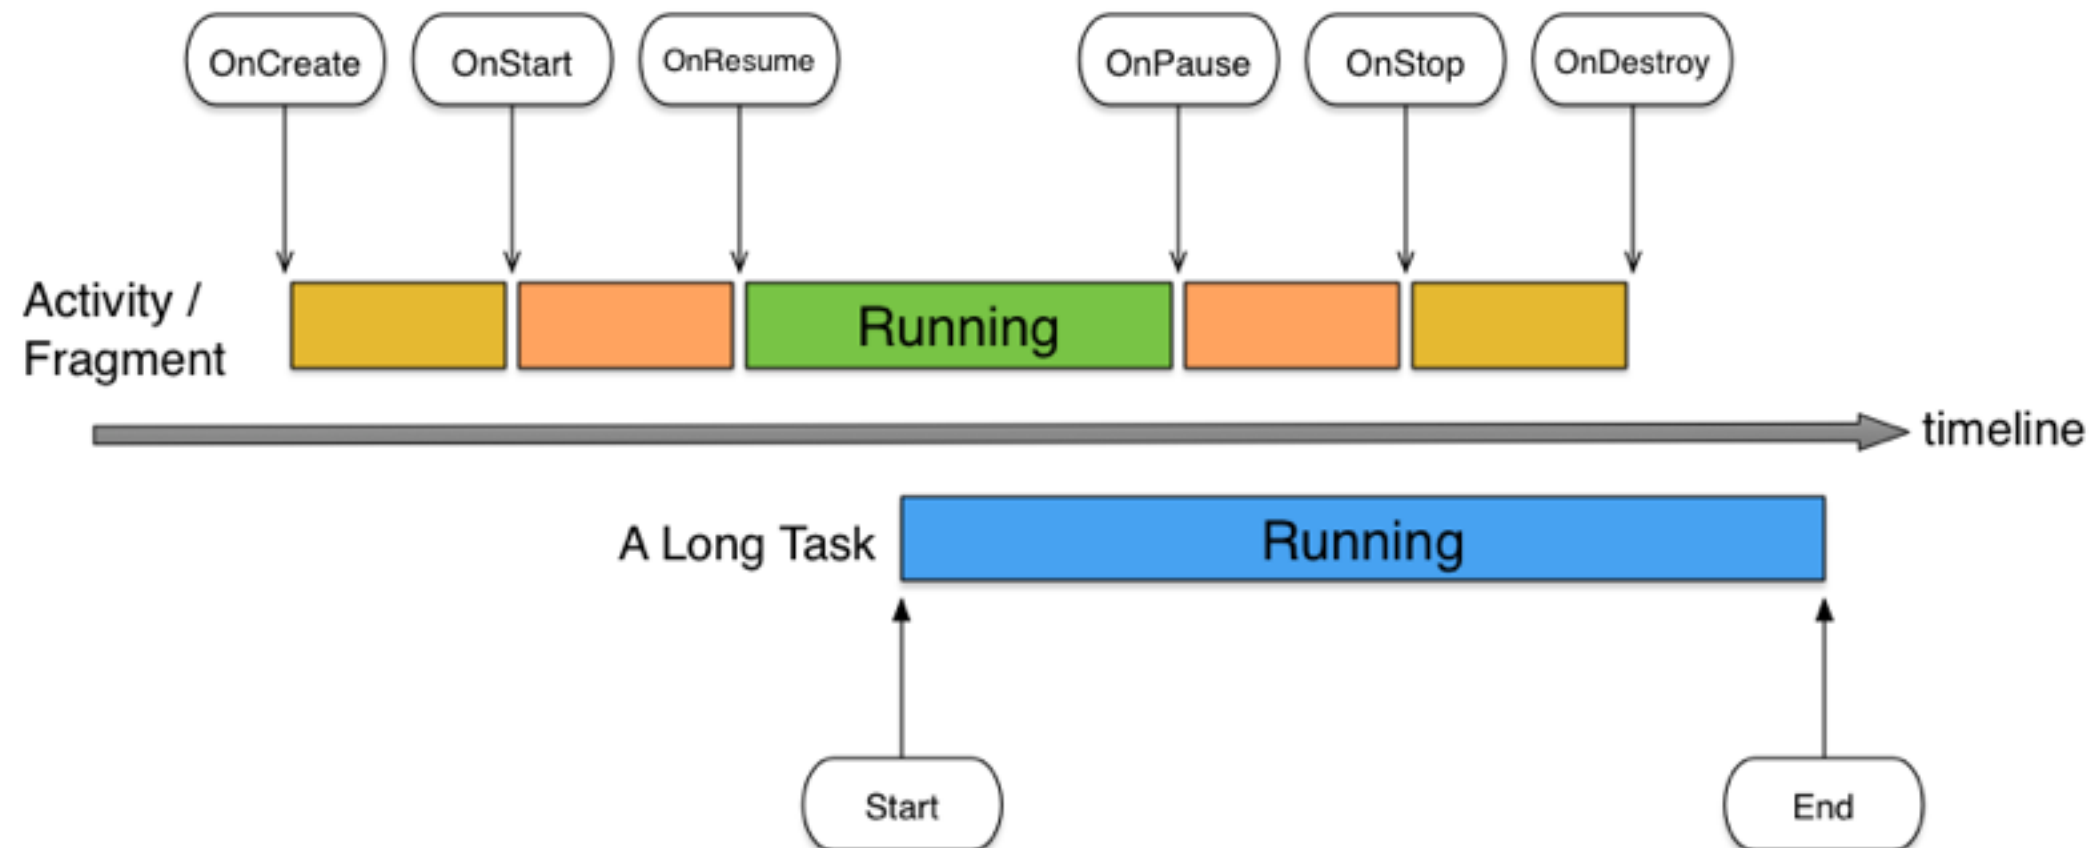 OnCreate
OnStart
OnResume
OnPause
OnStop
OnDestroy
Activity /
Fragment
Running
timeline
A Long Task
Running
Start
End